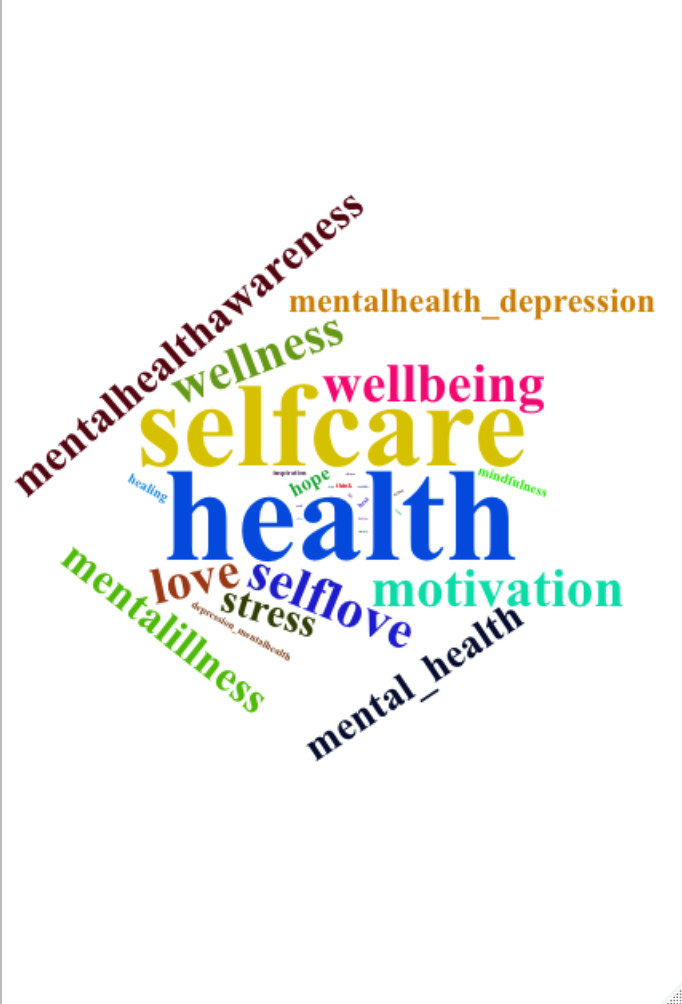 mentalhealthawareness
mentalhealth_depression
wellness
wellbeing
selfcare
inspiration
hope
think
mindfulness
healing
health
love
selflove
motivation
stress
depression_mentalhealth
mentalillness
mental_health